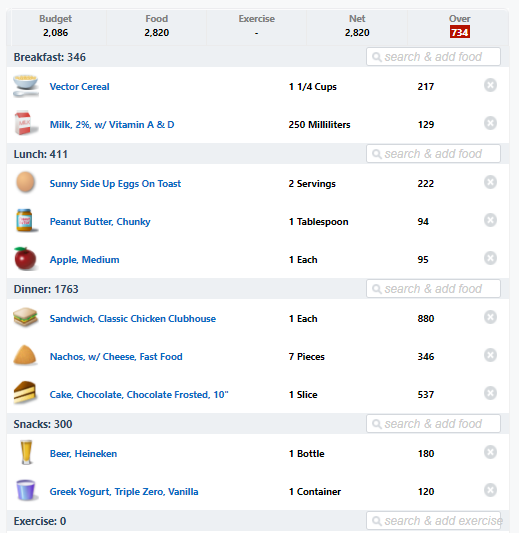 Budget Food Exercise Net Over
2,086 2,820 - 2,820 734
Breakfast: 346 search & add food
Vector Cereal 1 1/4 Cups 217
Milk, 2%, w/ Vitamin A & D 250 Milliliters 129
Lunch: 411 search & add food
Sunny Side Up Eggs On Toast 2 Servings 222
Peanut Butter, Chunky 1 Tablespoon 94
Apple, Medium 1 Each 95
Dinner: 1763 search & add food
Sandwich, Classic Chicken Clubhouse 1 Each 880
Nachos, w/ Cheese, Fast Food 7 Pieces 346
Cake, Chocolate, Chocolate Frosted, 10" 1 Slice 537
Snacks: 300 search & add food
Beer, Heineken 1 Bottle 180
Greek Yogurt, Triple Zero, Vanilla 1 Container 120
Exercise: 0 search & add exercise